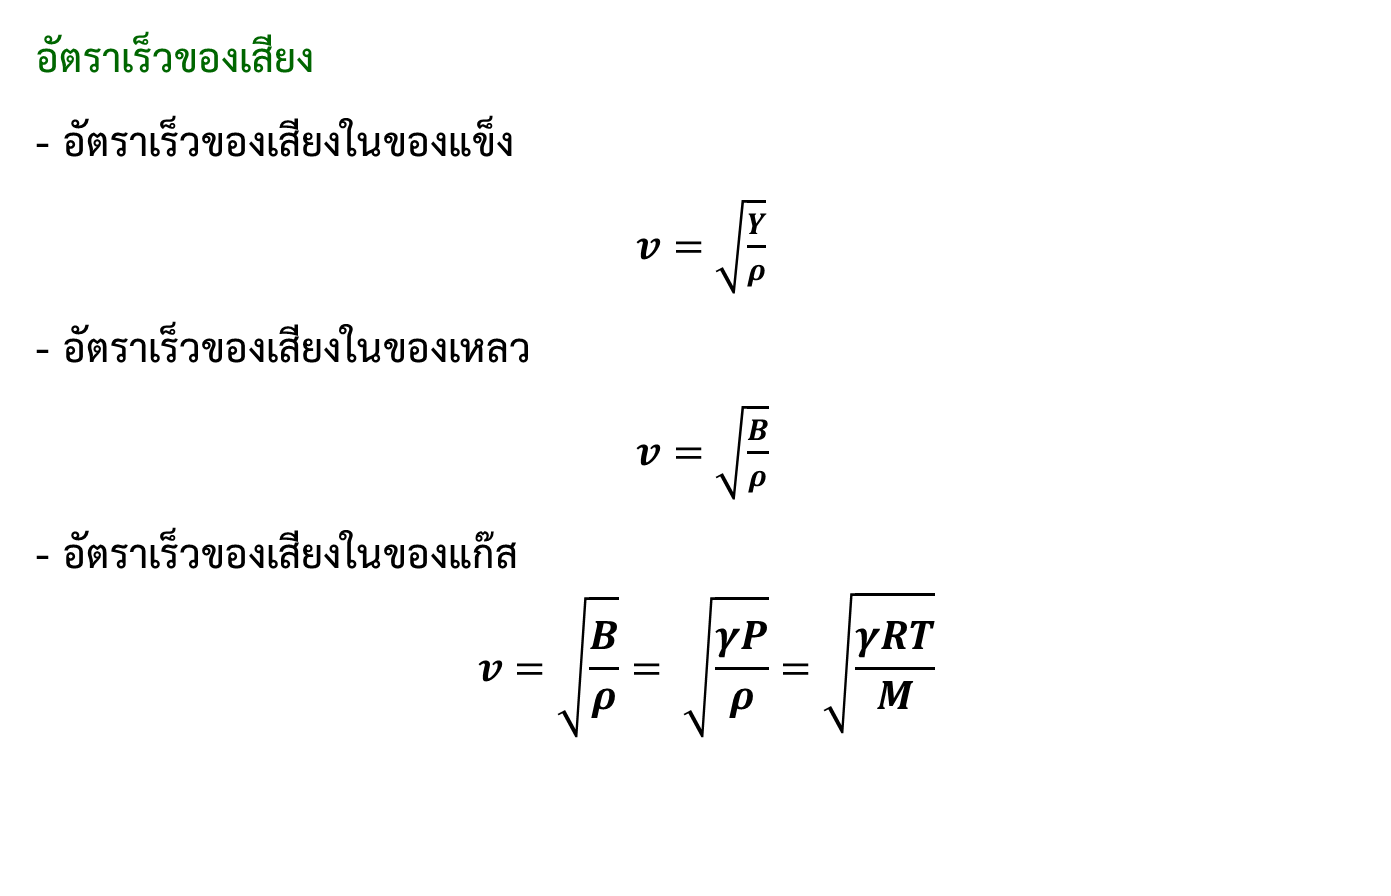 อัตราเร็วของเสียง
- อัตราเร็วของเสียงในของแข็ง
v = √(Y/ρ)
- อัตราเร็วของเสียงในของเหลว
v = √(B/ρ)
- อัตราเร็วของเสียงในของแก๊ส
v = √(B/ρ) = √(γP/ρ) = √(γRT/M)